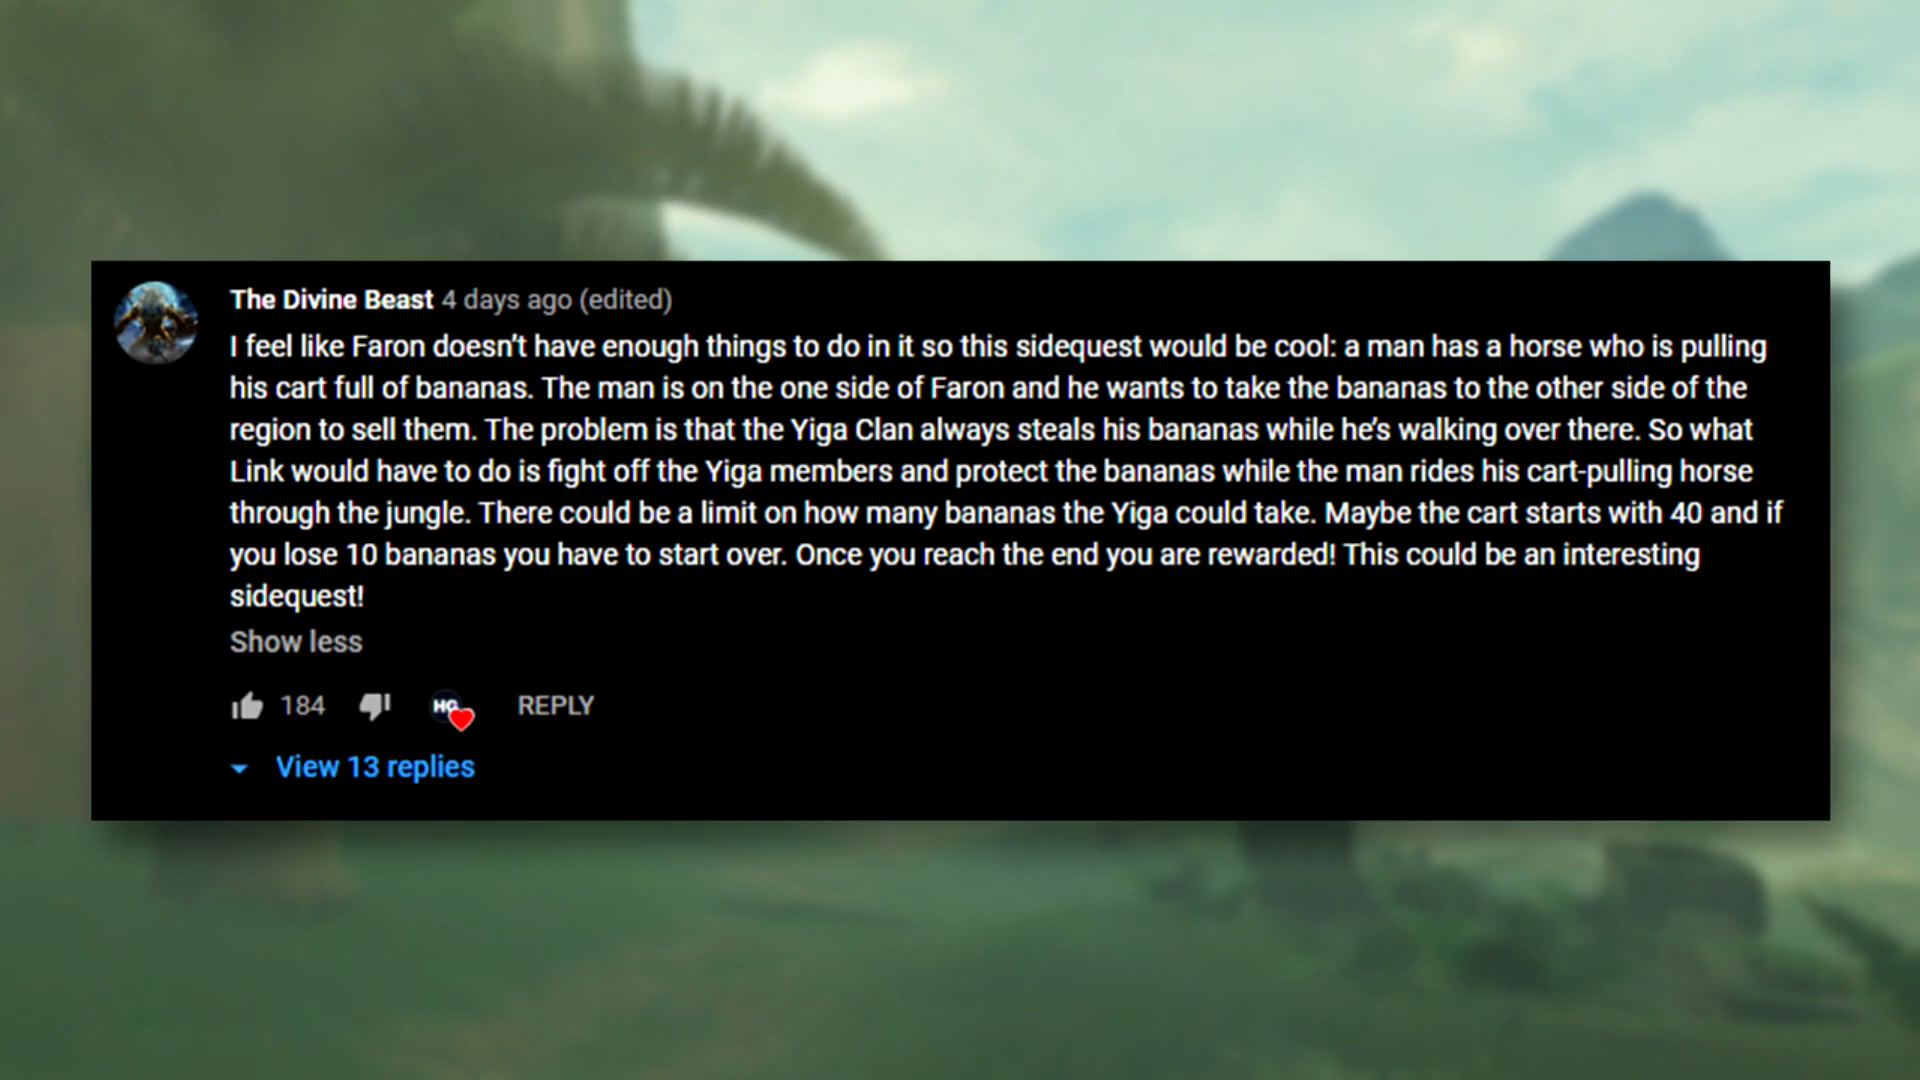 The Divine Beast 4 days ago (edited)
I feel like Faron doesn't have enough things to do in it so this sidequest would be cool: a man has a horse who is pulling
his cart full of bananas. The man is on the one side of Faron and he wants to take the bananas to the other side of the
region to sell them. The problem is that the Yiga Clan always steals his bananas while he's walking over there. So what
Link would have to do is fight off the Yiga members and protect the bananas while the man rides his cart-pulling horse
through the jungle. There could be a limit on how many bananas the Yiga could take. Maybe the cart starts with 40 and if
you lose 10 bananas you have to start over. Once you reach the end you are rewarded! This could be an interesting
sidequest!
Show less
184 HG REPLY
View 13 replies